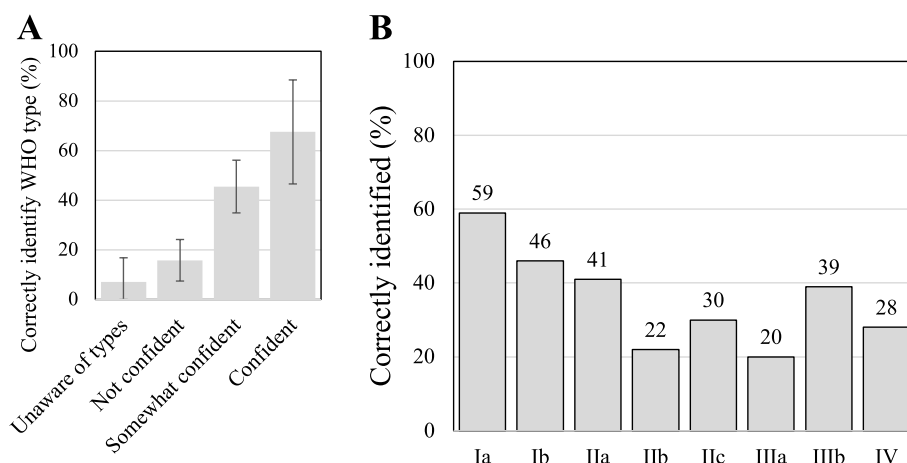 A
Correctly identify WHO type (%)
100
80
60
40
20
0
Unaware of types
Not confident
Somewhat confident
Confident
B
Correctly identified (%)
100
80
60
40
20
0
59
46
41
22
30
20
39
28
Ia
Ib
IIa
IIb
IIc
IIIa
IIIb
IV